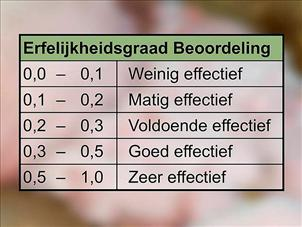 Erfelijkheidsgraad Beoordeling
0,0 – 0,1 Weinig effectief
0,1 – 0,2 Matig effectief
0,2 – 0,3 Voldoende effectief
0,3 – 0,5 Goed effectief
0,5 – 1,0 Zeer effectief